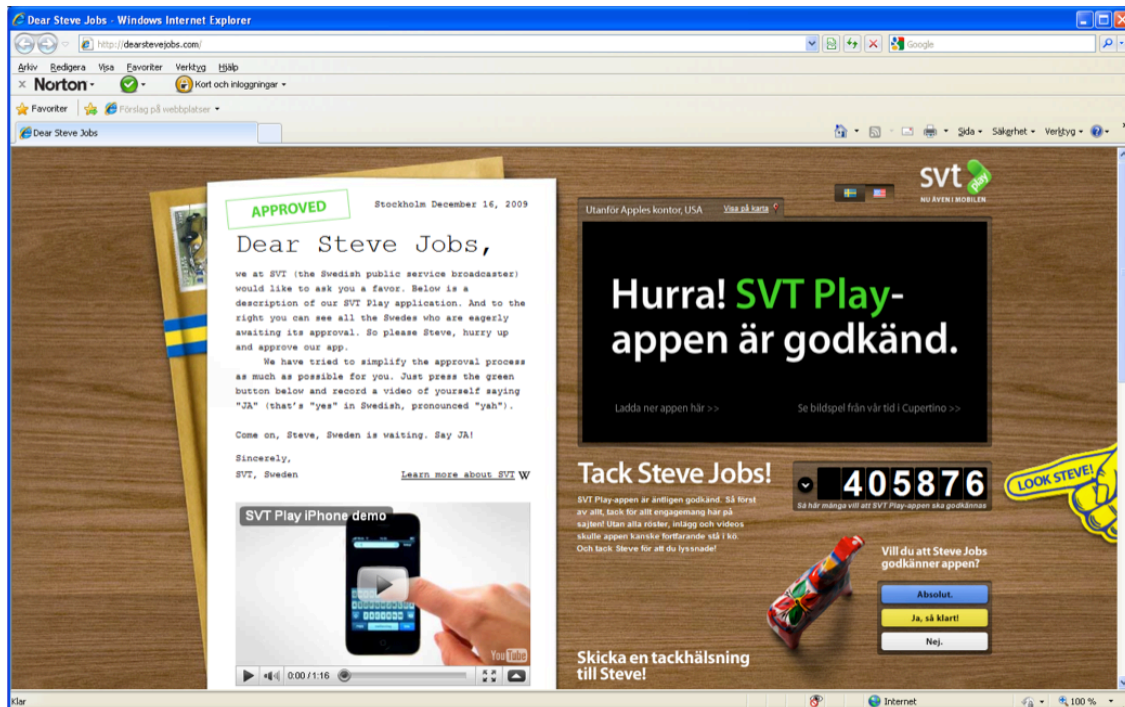 Dear Steve Jobs - Windows Internet Explorer
http://dearstevejobs.com/
Google
Arkiv Redigera Visa Favoriter Verktyg Hjälp
x Norton
Kort och inloggningar
Favoriter
Förslag på webbplatser
Dear Steve Jobs
Sida
Säkerhet
Verktyg
APPROVED
Stockholm December 16, 2009
Dear Steve Jobs,
we at SVT (the Swedish public service broadcaster)
would like to ask you a favor. Below is a
description of our SVT Play application. And to the
right you can see all the Swedes who are eagerly
awaiting its approval. So please Steve, hurry up
and approve our app.
We have tried to simplify the approval process
as much as possible for you. Just press the green
button below and record a video of yourself saying
"JA" (that's "yes" in Swedish, pronounced "yah").
Come on, Steve, Sweden is waiting. Say JA!
Sincerely,
SVT, Sweden
Learn more about SVT W
SVT Play iPhone demo
You Tube
0:00 / 1:16
svt play
NU ÄVEN I MOBILEN
Utanför Apples kontor, USA
Visa på karta
Hurra! SVT Play-
appen är godkänd.
Ladda ner appen här >>
Se bildspel från vår tid i Cupertino >>
Tack Steve Jobs!
SVT Play-appen är äntligen godkänd. Så först
av allt, tack för allt engagemang här på
sajten! Utan alla röster, inlägg och videos
skulle appen kanske fortfarande stå i kö.
Och tack Steve för att du lyssnade!
405876
Så här många vill att SVT Play-appen ska godkännas
LOOK STEVE!
Vill du att Steve Jobs
godkänner appen?
Absolut.
Ja, så klart!
Nej.
Skicka en tackhälsning
till Steve!
Klar
Internet
100 %